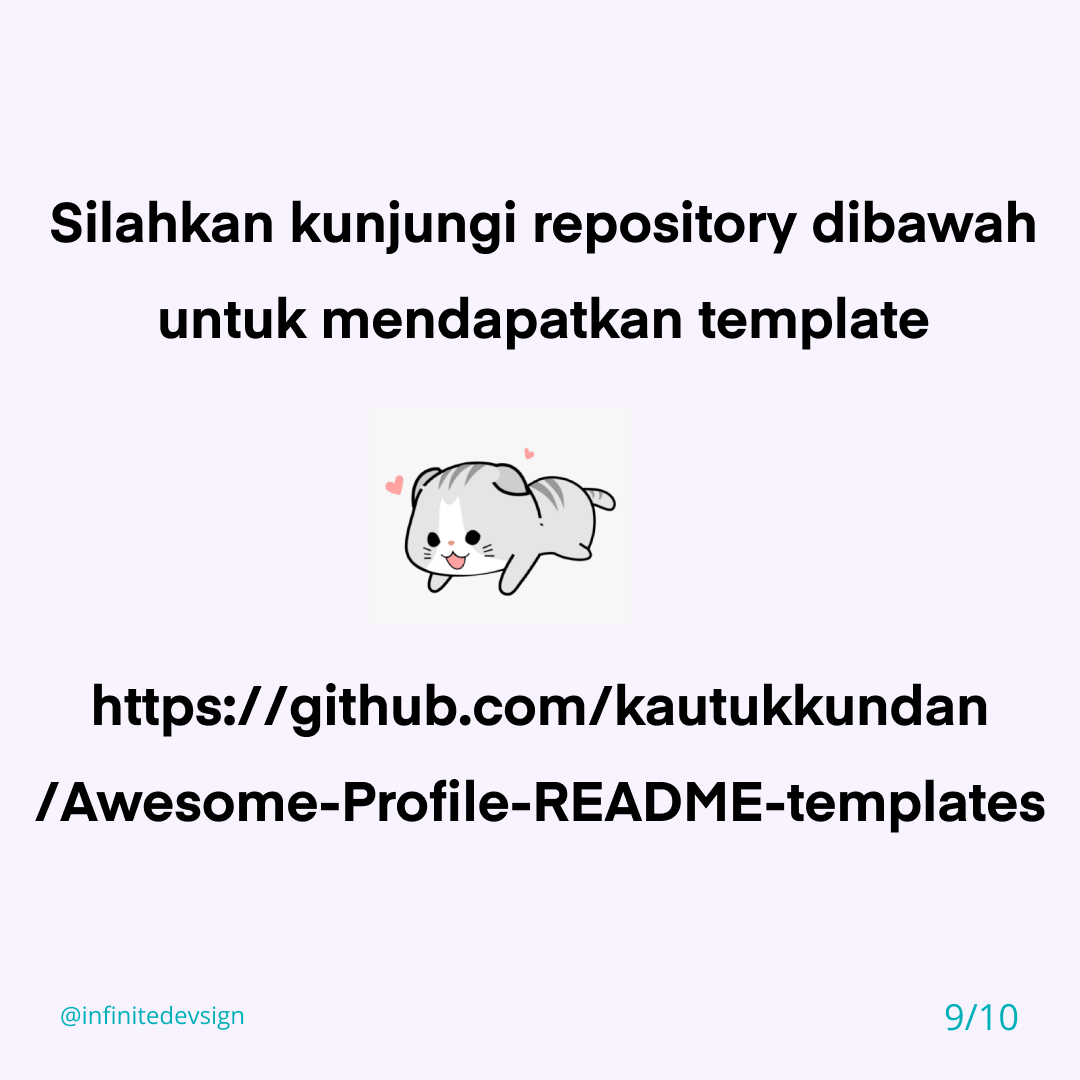 Silahkan kunjungi repository dibawah
untuk mendapatkan template
https://github.com/kautukkundan
/Awesome-Profile-README-templates
@infinitedevsign
9/10